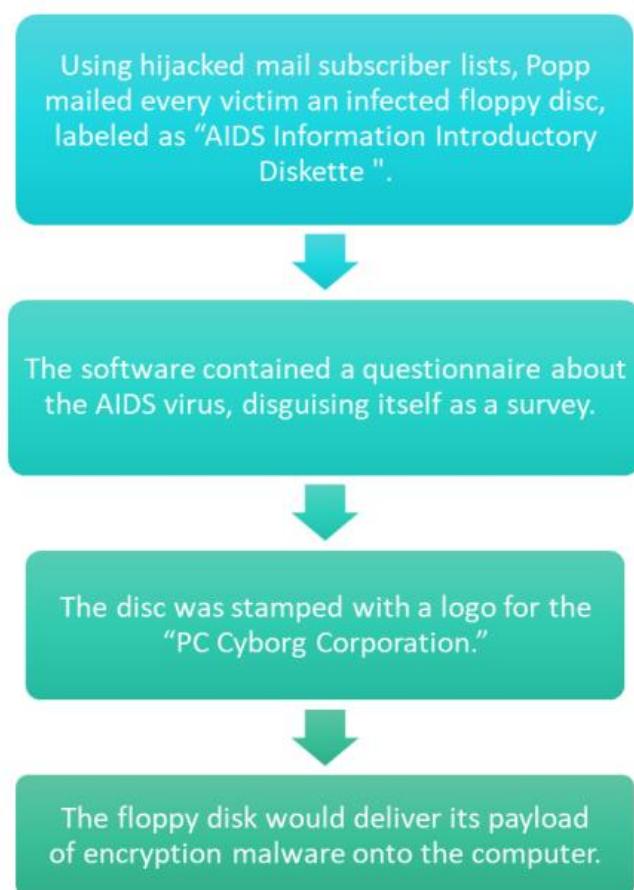 Using hijacked mail subscriber lists, Popp
mailed every victim an infected floppy disc,
labeled as “AIDS Information Introductory
Diskette ".
The software contained a questionnaire about
the AIDS virus, disguising itself as a survey.
The disc was stamped with a logo for the
“PC Cyborg Corporation.”
The floppy disk would deliver its payload
of encryption malware onto the computer.